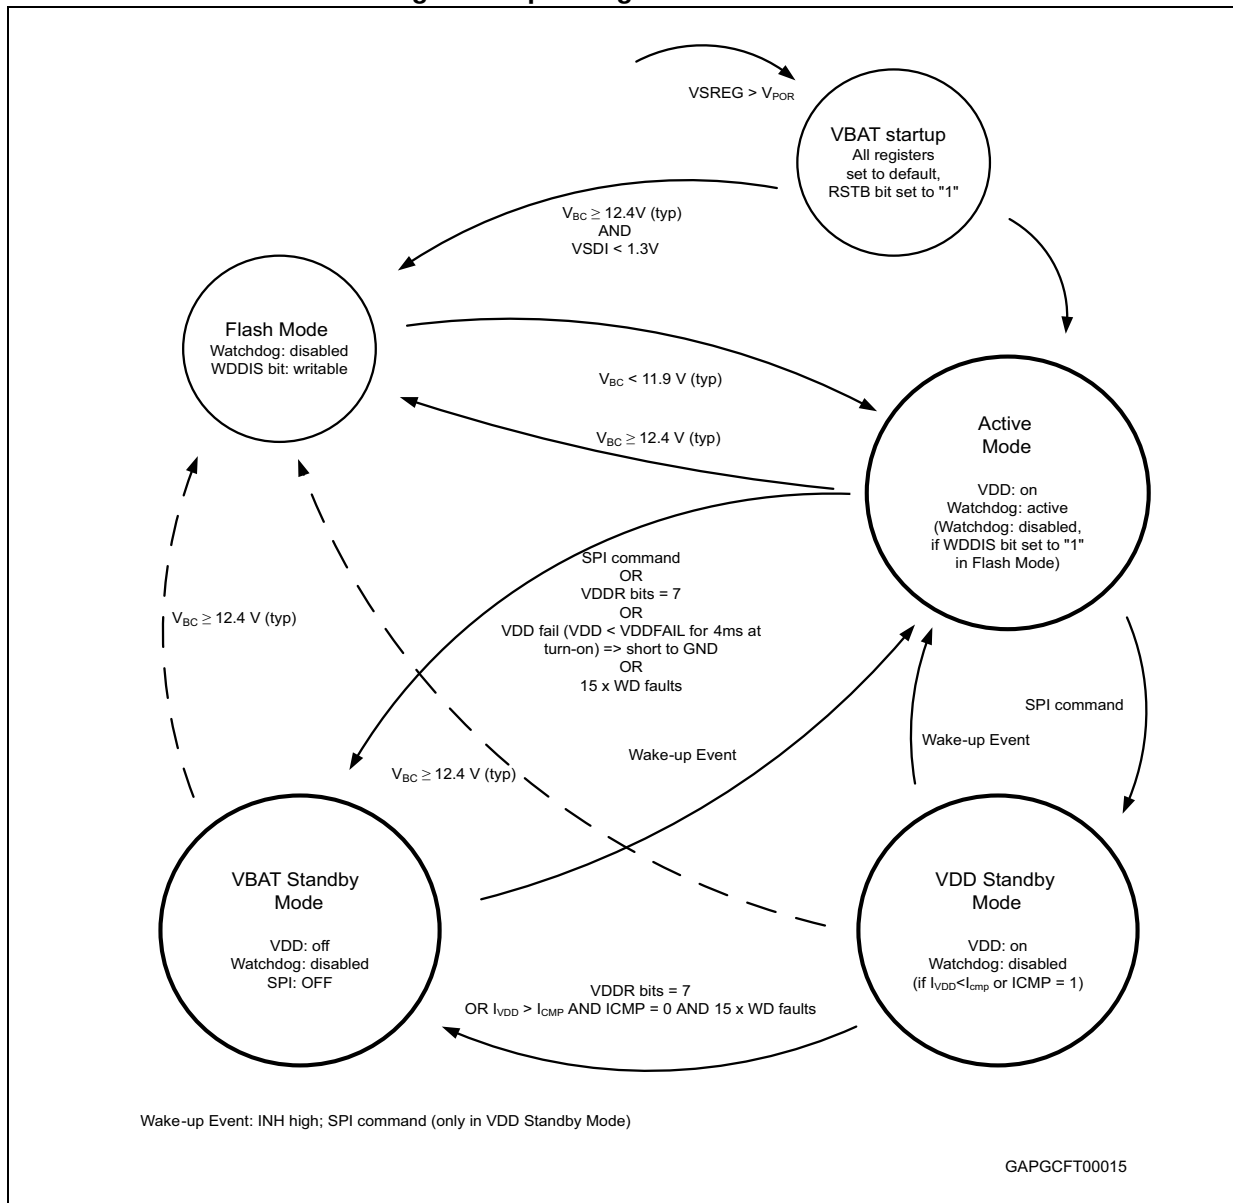 VSREG > VPOR
VBAT startup
All registers
set to default,
RSTB bit set to "1"
VBC ≥ 12.4V (typ)
AND
VSDI < 1.3V
Flash Mode
Watchdog: disabled
WDDIS bit: writable
VBC < 11.9 V (typ)
VBC ≥ 12.4 V (typ)
Active
Mode
VDD: on
Watchdog: active
(Watchdog: disabled,
if WDDIS bit set to "1"
in Flash Mode)
SPI command
OR
VDDR bits = 7
OR
VDD fail (VDD < VDDFAIL for 4ms at
turn-on) => short to GND
OR
15 x WD faults
VBC ≥ 12.4 V (typ)
SPI command
Wake-up Event
Wake-up Event
VBC ≥ 12.4 V (typ)
VBAT Standby
Mode
VDD: off
Watchdog: disabled
SPI: OFF
VDD Standby
Mode
VDD: on
Watchdog: disabled
(if IVDD<Icmp or ICMP = 1)
VDDR bits = 7
OR IVDD > ICMP AND ICMP = 0 AND 15 x WD faults
Wake-up Event: INH high; SPI command (only in VDD Standby Mode)
GAPGCFT00015